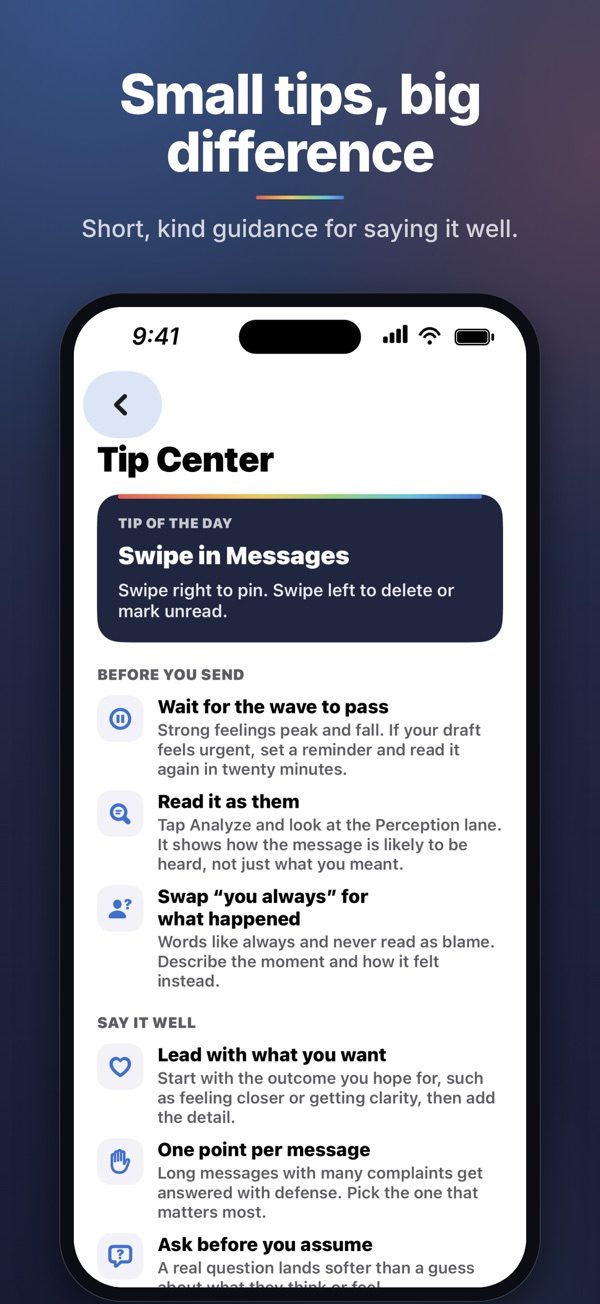 Small tips, big
difference
Short, kind guidance for saying it well.
9:41
Tip Center
TIP OF THE DAY
Swipe in Messages
Swipe right to pin. Swipe left to delete or
mark unread.
BEFORE YOU SEND
Wait for the wave to pass
Strong feelings peak and fall. If your draft
feels urgent, set a reminder and read it
again in twenty minutes.
Read it as them
Tap Analyze and look at the Perception lane.
It shows how the message is likely to be
heard, not just what you meant.
Swap “you always” for
what happened
Words like always and never read as blame.
Describe the moment and how it felt
instead.
SAY IT WELL
Lead with what you want
Start with the outcome you hope for, such
as feeling closer or getting clarity, then add
the detail.
One point per message
Long messages with many complaints get
answered with defense. Pick the one that
matters most.
Ask before you assume
A real question lands softer than a guess
about what they think or feel.